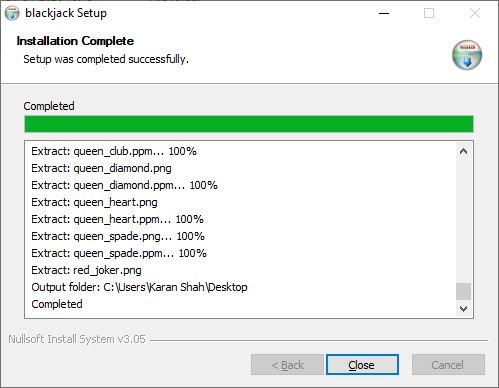 blackjack Setup
Installation Complete
Setup was completed successfully.
Completed
Extract: queen_club.ppm... 100%
Extract: queen_diamond.png
Extract: queen_diamond.ppm... 100%
Extract: queen_heart.png
Extract: queen_heart.ppm... 100%
Extract: queen_spade.png... 100%
Extract: queen_spade.ppm... 100%
Extract: red_joker.png
Output folder: C:\Users\Karan Shah\Desktop
Completed
Nullsoft Install System v3.05
< Back Close Cancel